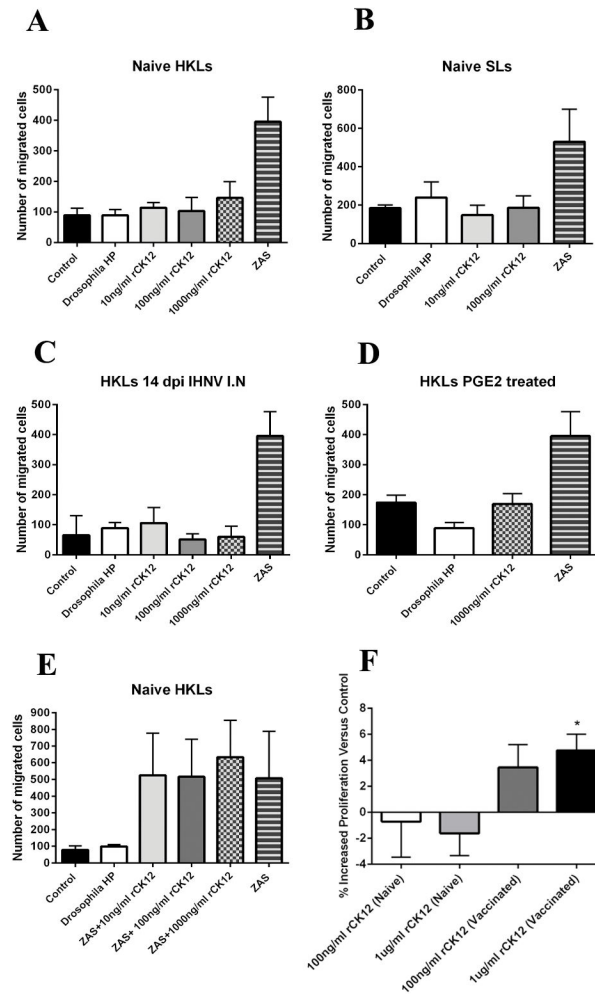 A
Naive HKLs
Number of migrated cells
500
400
300
200
100
0
Control
Drosophila HP
10ng/ml rCK12
100ng/ml rCK12
1000ng/ml rCK12
ZAS
B
Naive SLs
Number of migrated cells
800
600
400
200
0
Control
Drosophila HP
10ng/ml rCK12
100ng/ml rCK12
ZAS
C
HKLs 14 dpi IHNV I.N
Number of migrated cells
500
400
300
200
100
0
Control
Drosophila HP
10ng/ml rCK12
100ng/ml rCK12
1000ng/ml rCK12
ZAS
D
HKLs PGE2 treated
Number of migrated cells
500
400
300
200
100
0
Control
Drosophila HP
1000ng/ml rCK12
ZAS
E
Naive HKLs
Number of migrated cells
900
800
700
600
500
400
300
200
100
0
Control
Drosophila HP
ZAS+10ng/ml rCK12
ZAS+ 100ng/ml rCK12
ZAS+1000ng/ml rCK12
ZAS
F
% Increased Proliferation Versus Control
8
6
4
2
0
-2
-4
*
100ng/ml rCK12 (Naive)
1ug/ml rCK12 (Naive)
100ng/ml rCK12 (Vaccinated)
1ug/ml rCK12 (Vaccinated)